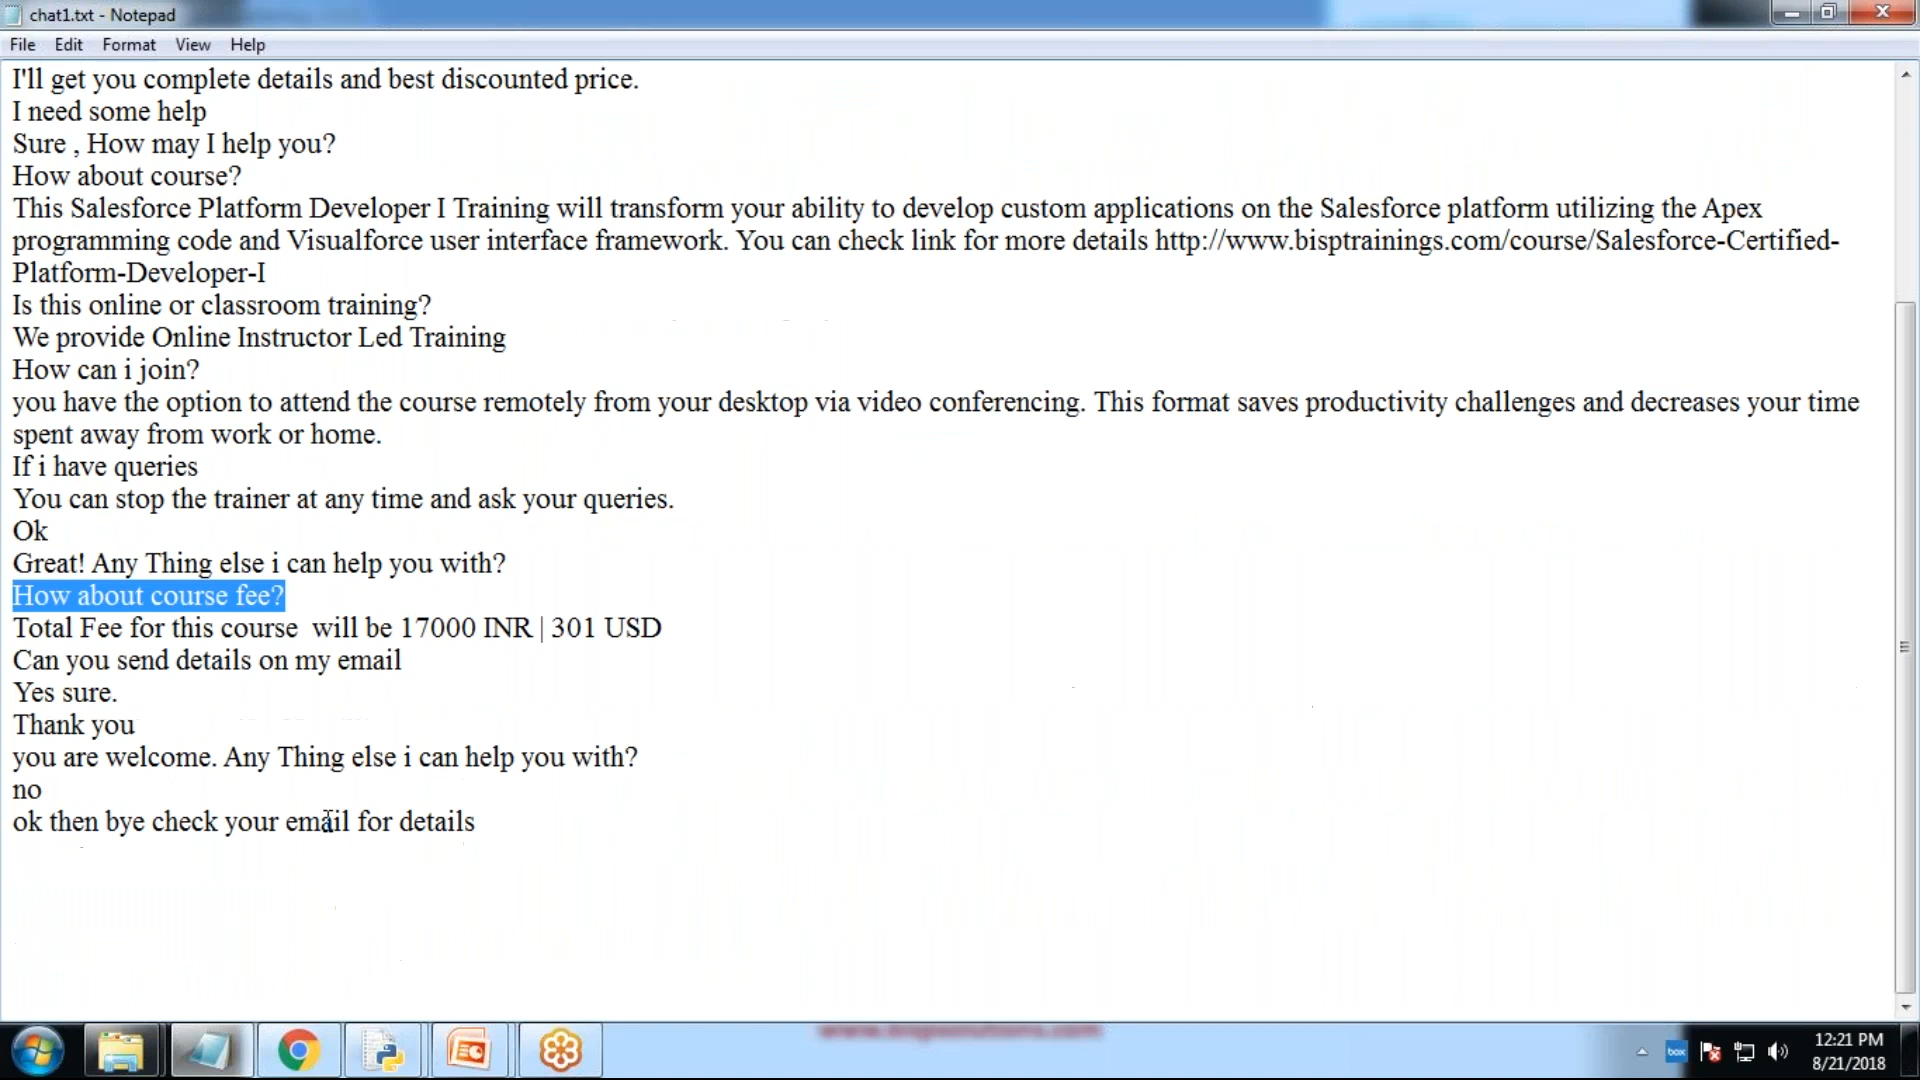 chat1.txt - Notepad
File Edit Format View Help
I'll get you complete details and best discounted price.
I need some help
Sure , How may I help you?
How about course?
This Salesforce Platform Developer I Training will transform your ability to develop custom applications on the Salesforce platform utilizing the Apex
programming code and Visualforce user interface framework. You can check link for more details http://www.bisptrainings.com/course/Salesforce-Certified-
Platform-Developer-I
Is this online or classroom training?
We provide Online Instructor Led Training
How can i join?
you have the option to attend the course remotely from your desktop via video conferencing. This format saves productivity challenges and decreases your time
spent away from work or home.
If i have queries
You can stop the trainer at any time and ask your queries.
Ok
Great! Any Thing else i can help you with?
How about course fee?
Total Fee for this course  will be 17000 INR | 301 USD
Can you send details on my email
Yes sure.
Thank you
you are welcome. Any Thing else i can help you with?
no
ok then bye check your email for details
box
12:21 PM
8/21/2018